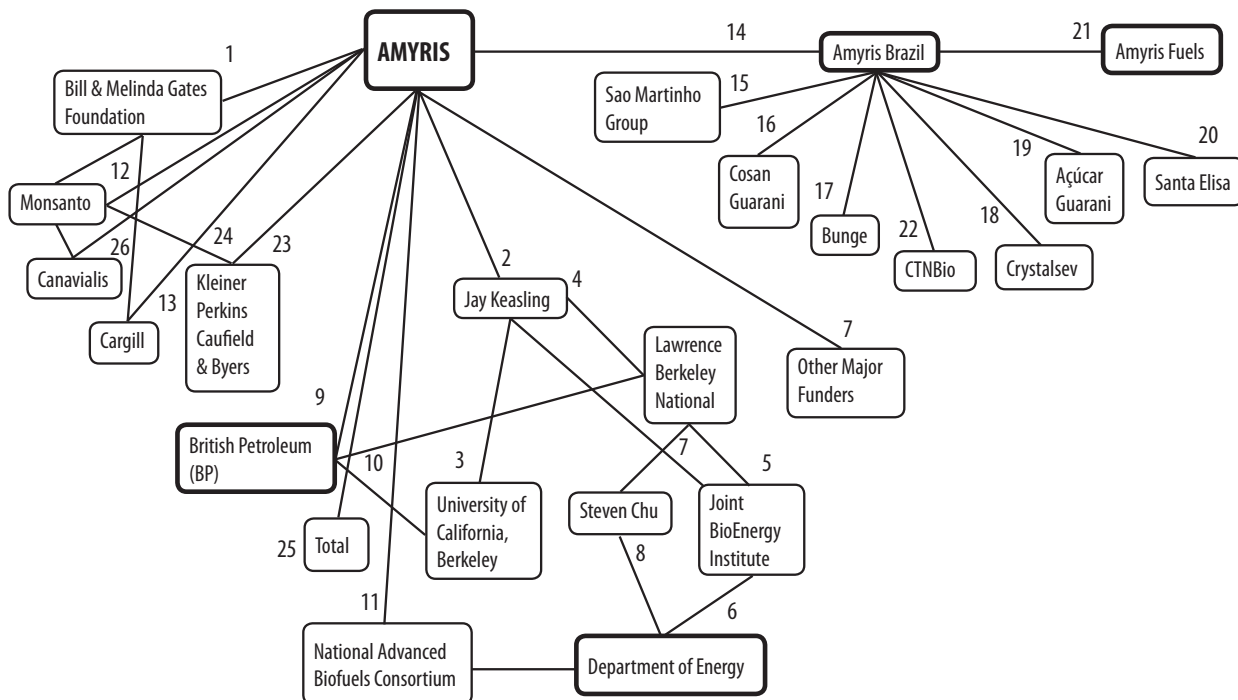 1
AMYRIS
14
Amyris Brazil
21
Amyris Fuels
Bill & Melinda Gates
Foundation
Sao Martinho
Group
15
16
20
12
Monsanto
Cosan
Guarani
17
Bunge
22
CTNBio
18
Crystalsev
19
Açúcar
Guarani
Santa Elisa
26
24
23
Canavialis
13
Cargill
Kleiner
Perkins
Caufield
& Byers
2
4
Jay Keasling
Lawrence
Berkeley
National
7
Other Major
Funders
9
British Petroleum
(BP)
10
3
7
5
25
Total
University of
California,
Berkeley
Steven Chu
8
Joint
BioEnergy
Institute
11
6
National Advanced
Biofuels Consortium
Department of Energy